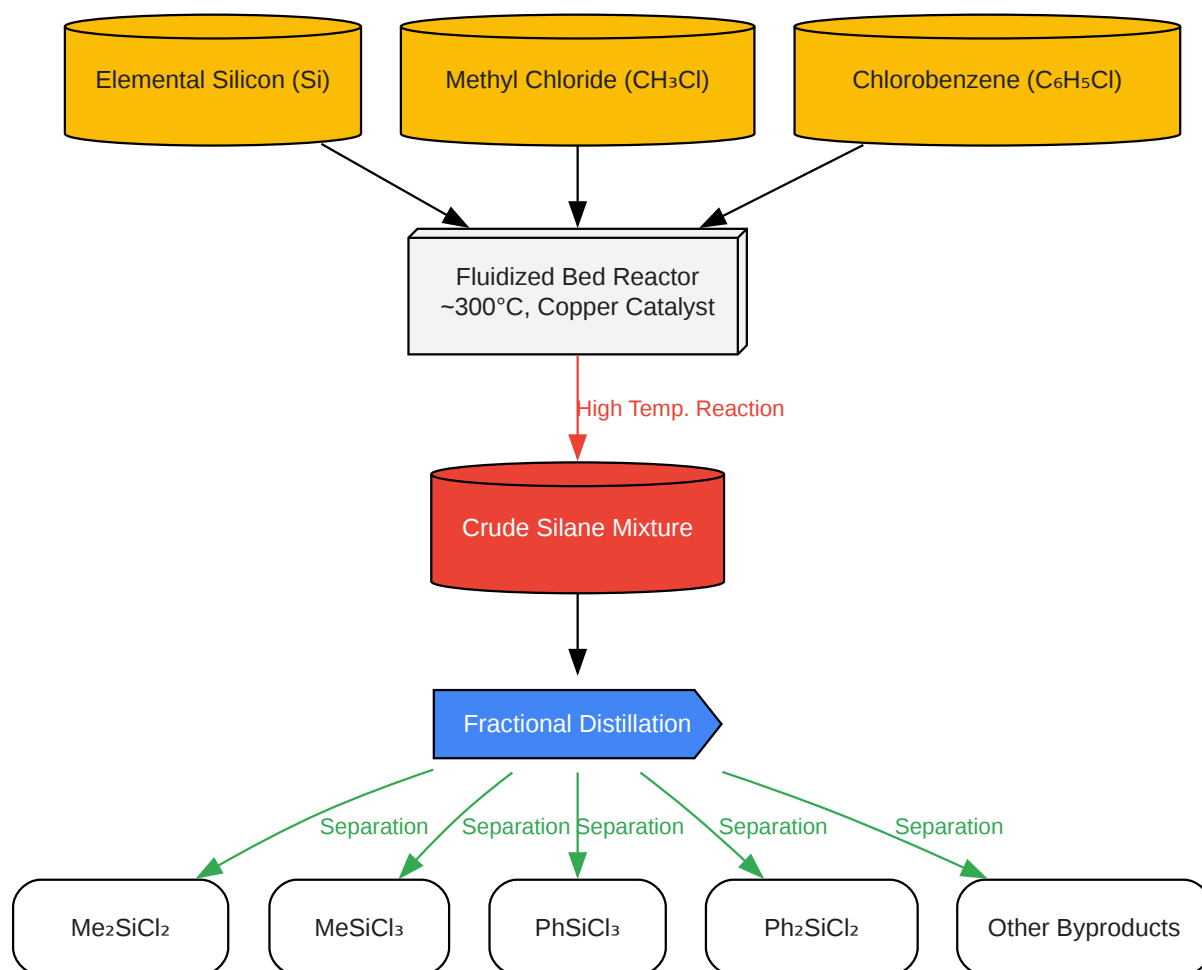 Elemental Silicon (Si)
Methyl Chloride (CH₃Cl)
Chlorobenzene (C₆H₅Cl)
Fluidized Bed Reactor
~300°C, Copper Catalyst
High Temp. Reaction
Crude Silane Mixture
Fractional Distillation
Separation
Separation
Separation
Separation
Separation
Me₂SiCl₂
MeSiCl₃
PhSiCl₃
Ph₂SiCl₂
Other Byproducts